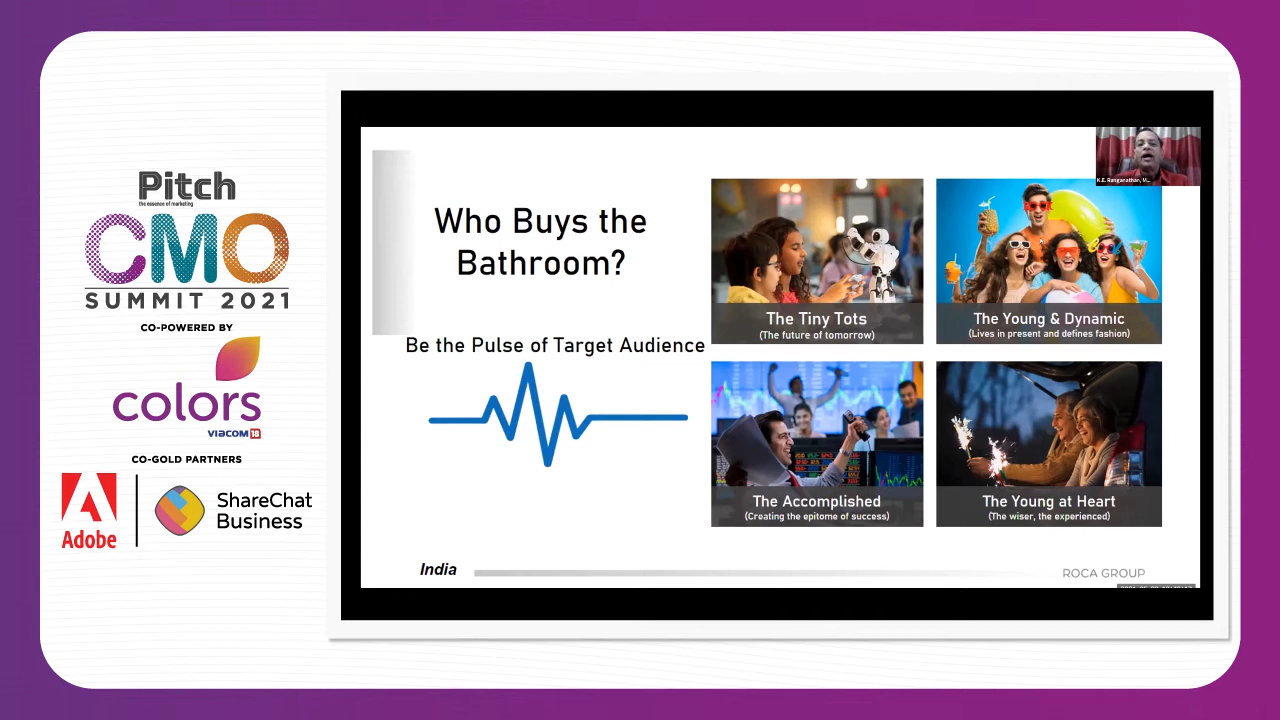 Pitch
the essence of marketing
CMO
SUMMIT 2021
CO-POWERED BY
colors
VIACOM 18
CO-GOLD PARTNERS
Adobe
ShareChat
Business
Who Buys the
Bathroom?
Be the Pulse of Target Audience
K.E. Ranganathan, M...
The Tiny Tots
(The future of tomorrow)
The Young & Dynamic
(Lives in present and defines fashion)
The Accomplished
(Creating the epitome of success)
The Young at Heart
(The wiser, the experienced)
India
ROCA GROUP